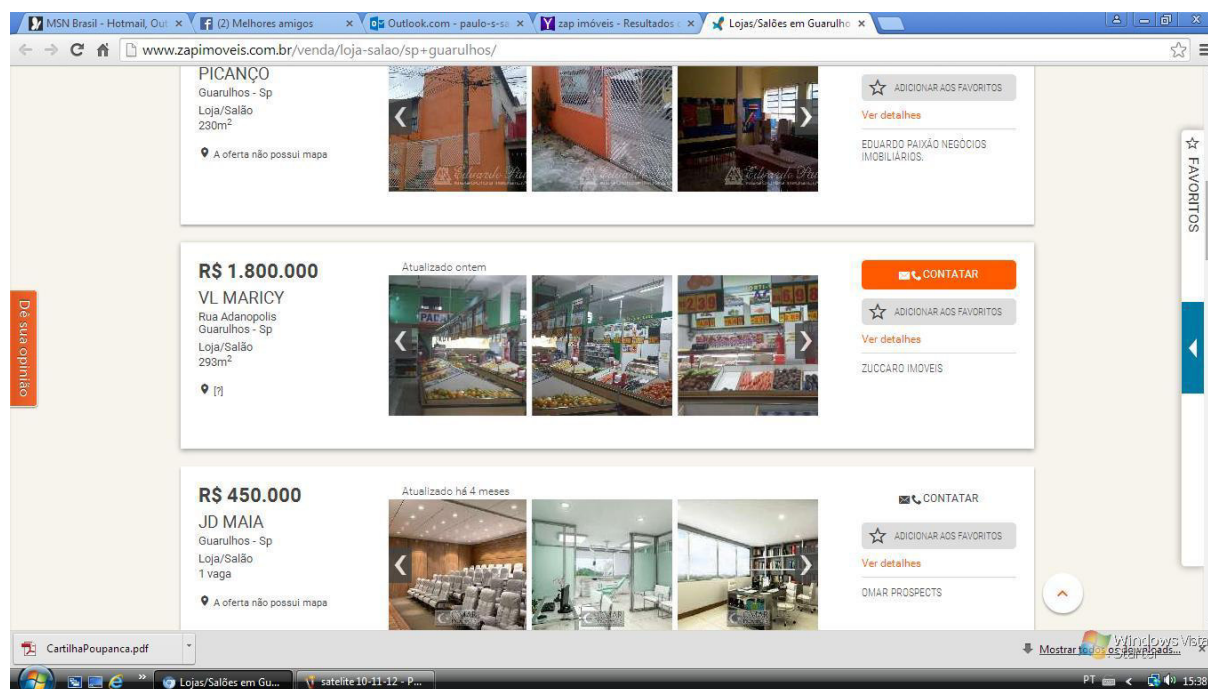 MSN Brasil - Hotmail, Out
(2) Melhores amigos
Outlook.com - paulo-s-sa
zap imóveis - Resultados
Lojas/Salões em Guarulho
www.zapimoveis.com.br/venda/loja-salao/sp+guarulhos/
PICANÇO
Guarulhos - Sp
Loja/Salão
230m²
A oferta não possui mapa
ADICIONAR AOS FAVORITOS
Ver detalhes
EDUARDO PAIXÃO NEGÓCIOS
IMOBILIÁRIOS.
FAVORITOS
Dê sua opinião
R$ 1.800.000
VL MARICY
Rua Adanopolis
Guarulhos - Sp
Loja/Salão
293m²
[?]
Atualizado ontem
CONTATAR
ADICIONAR AOS FAVORITOS
Ver detalhes
ZUCCARO IMOVEIS
R$ 450.000
JD MAIA
Guarulhos - Sp
Loja/Salão
1 vaga
A oferta não possui mapa
Atualizado há 4 meses
CONTATAR
ADICIONAR AOS FAVORITOS
Ver detalhes
OMAR PROSPECTS
CartilhaPoupanca.pdf
Mostrar todos os downloads...
Windows Vista
Starter
Lojas/Salões em Gu...
satelite 10-11-12 - P...
PT
15:38